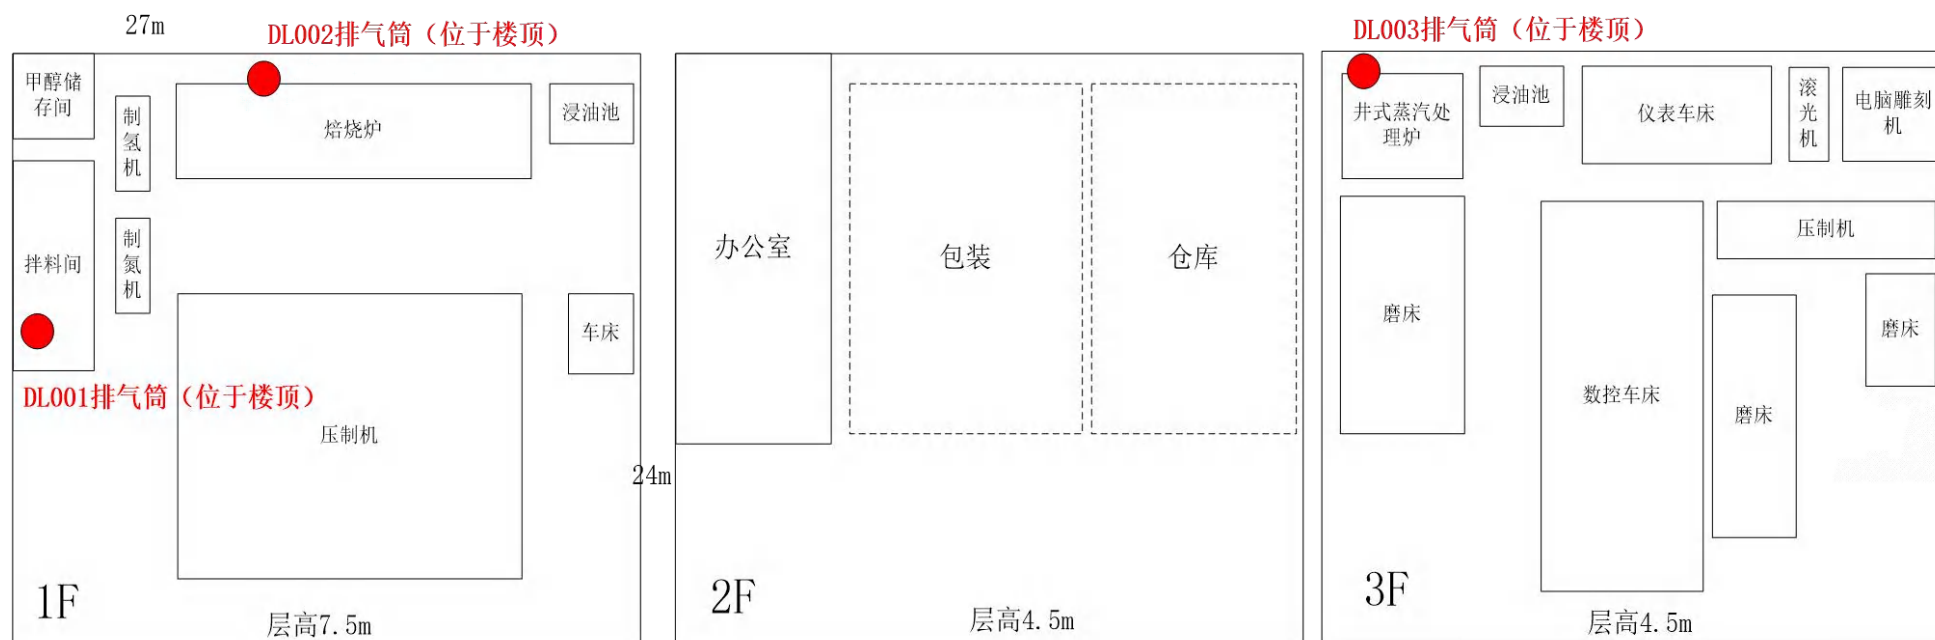 27m
DL002排气筒（位于楼顶）
甲醇储
存间
制
氢
机
焙烧炉
浸油池
拌料间
制
氮
机
车床
DL001排气筒（位于楼顶）
压制机
1F
层高7.5m
24m
办公室
包装
仓库
2F
层高4.5m
DL003排气筒（位于楼顶）
井式蒸汽处
理炉
浸油池
仪表车床
滚
光
机
电脑雕刻
机
压制机
磨床
数控车床
磨床
磨床
3F
层高4.5m